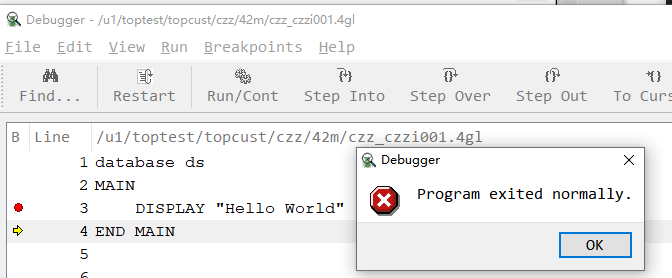 Debugger - /u1/toptest/topcust/czz/42m/czz_czzi001.4gl
File Edit View Run Breakpoints Help
Find... Restart Run/Cont Step Into Step Over Step Out To Curs
B Line /u1/toptest/topcust/czz/42m/czz_czzi001.4gl
1 database ds
2 MAIN
3 DISPLAY "Hello World"
4 END MAIN
5
Debugger
Program exited normally.
OK